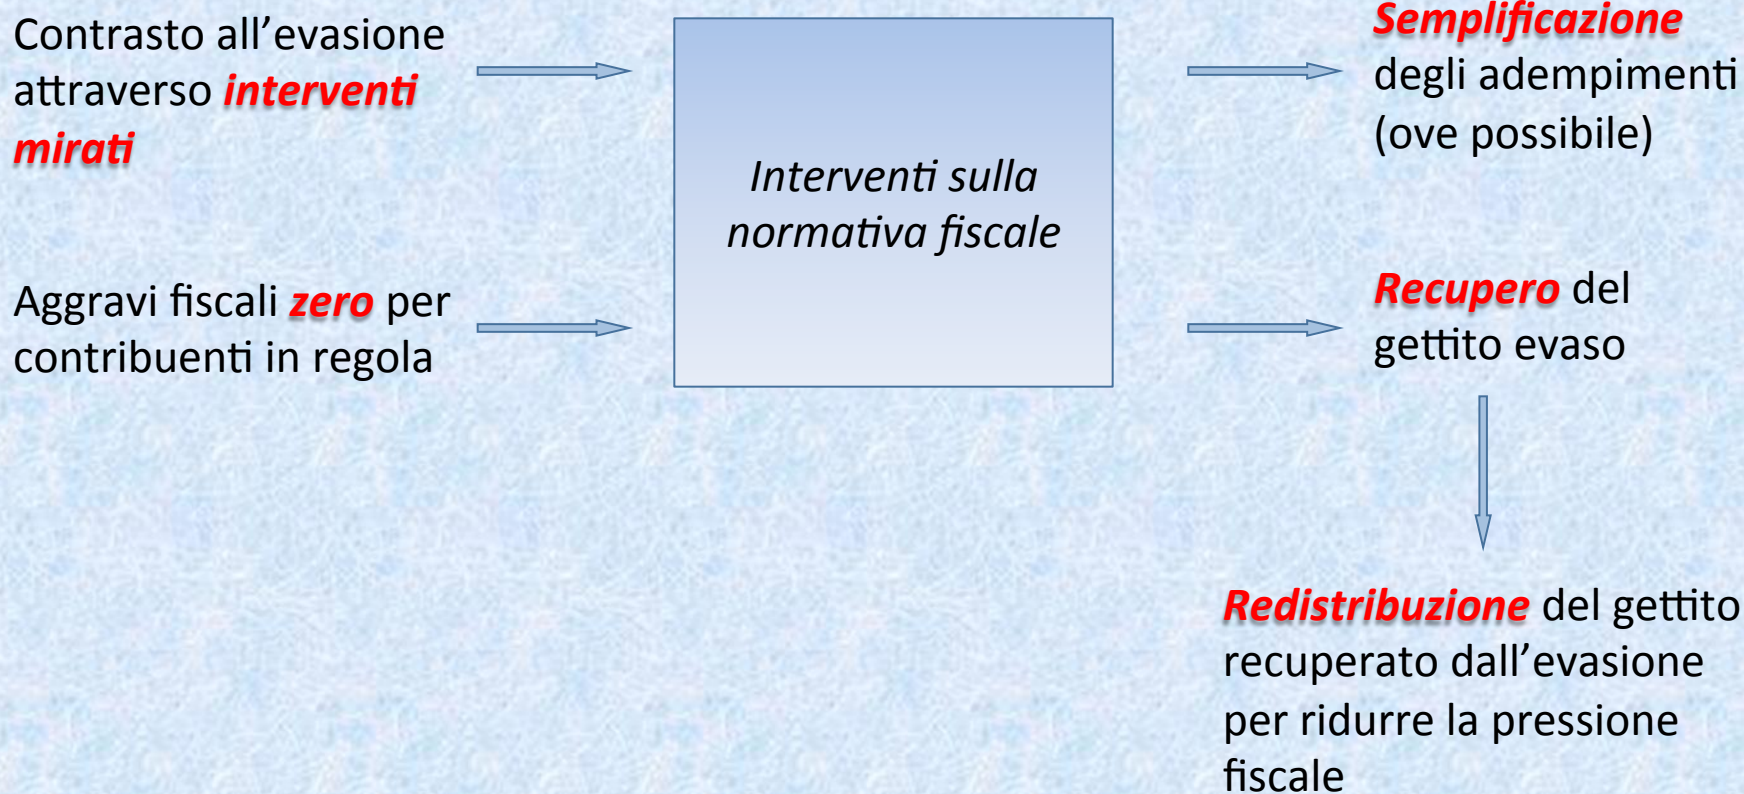 Contrasto all’evasione
attraverso interventi
mirati
Aggravi fiscali zero per
contribuenti in regola
Interventi sulla
normativa fiscale
Semplificazione
degli adempimenti
(ove possibile)
Recupero del
gettito evaso
Redistribuzione del gettito
recuperato dall’evasione
per ridurre la pressione
fiscale